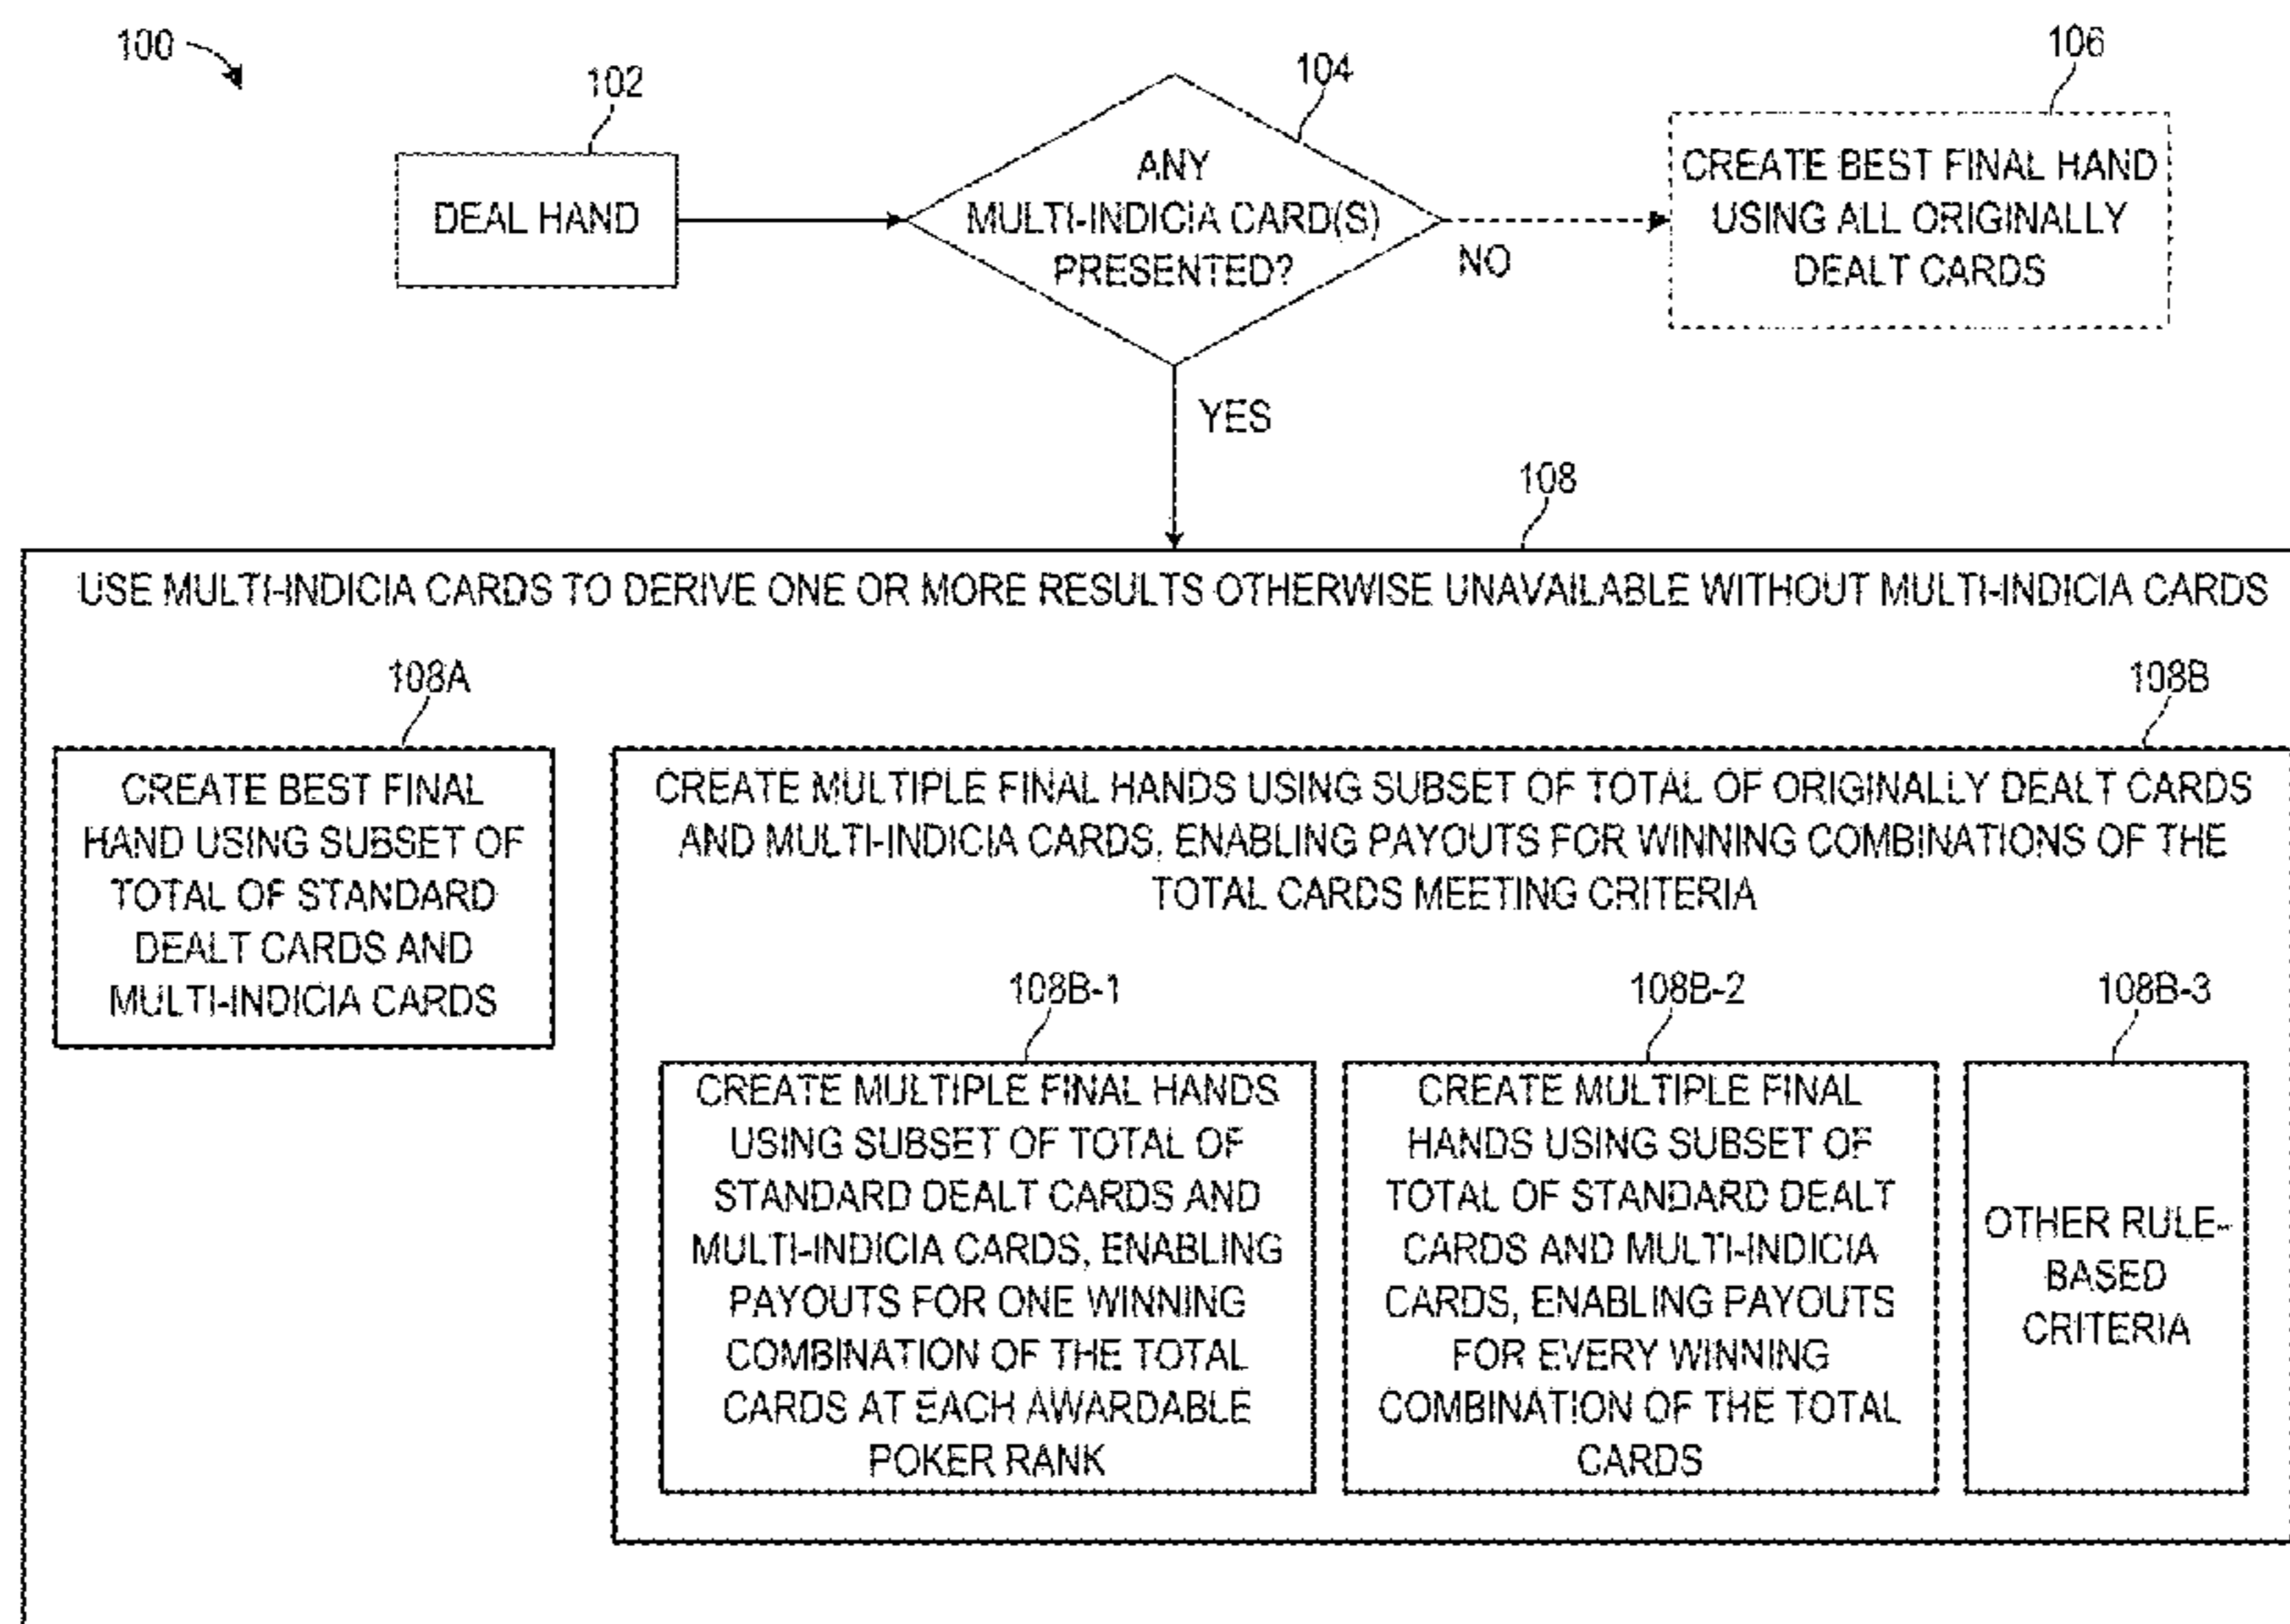 100
102
104
106
DEAL HAND
ANY
MULTI-INDICIA CARD(S)
PRESENTED?
NO
CREATE BEST FINAL HAND
USING ALL ORIGINALLY
DEALT CARDS
YES
108
USE MULTI-INDICIA CARDS TO DERIVE ONE OR MORE RESULTS OTHERWISE UNAVAILABLE WITHOUT MULTI-INDICIA CARDS
108A
108B
CREATE BEST FINAL
HAND USING SUBSET OF
TOTAL OF STANDARD
DEALT CARDS AND
MULTI-INDICIA CARDS
CREATE MULTIPLE FINAL HANDS USING SUBSET OF TOTAL OF ORIGINALLY DEALT CARDS
AND MULTI-INDICIA CARDS, ENABLING PAYOUTS FOR WINNING COMBINATIONS OF THE
TOTAL CARDS MEETING CRITERIA
108B-1
108B-2
108B-3
CREATE MULTIPLE FINAL HANDS
USING SUBSET OF TOTAL OF
STANDARD DEALT CARDS AND
MULTI-INDICIA CARDS, ENABLING
PAYOUTS FOR ONE WINNING
COMBINATION OF THE TOTAL
CARDS AT EACH AWARDABLE
POKER RANK
CREATE MULTIPLE FINAL
HANDS USING SUBSET OF
TOTAL OF STANDARD DEALT
CARDS AND MULTI-INDICIA
CARDS, ENABLING PAYOUTS
FOR EVERY WINNING
COMBINATION OF THE TOTAL
CARDS
OTHER RULE-
BASED
CRITERIA